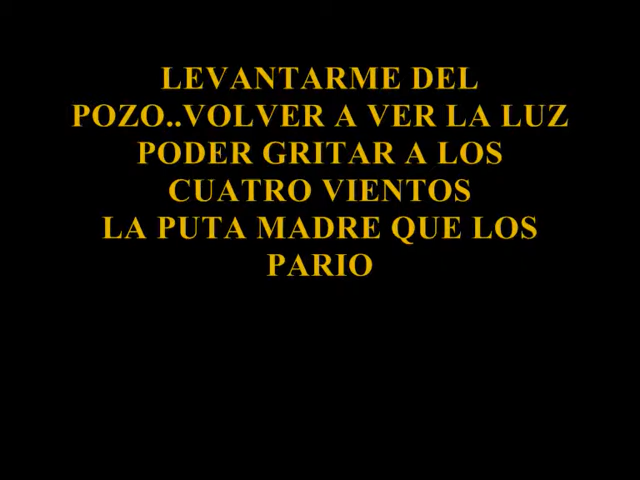 LEVANTARME DEL
POZO..VOLVER A VER LA LUZ
PODER GRITAR A LOS
CUATRO VIENTOS
LA PUTA MADRE QUE LOS
PARIO